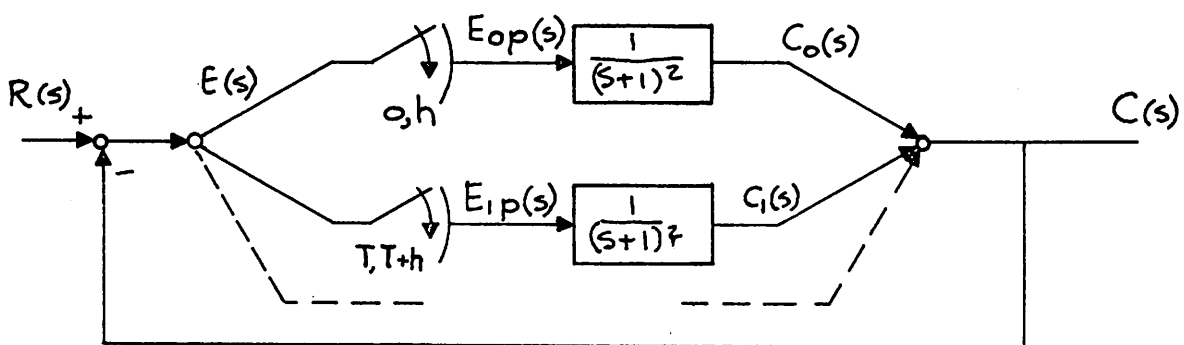 R(s)
+
-
E(s)
0,h
E0p(s)
1
(s+1)²
C0(s)
T,T+h
E1p(s)
1
(s+1)²
C1(s)
C(s)